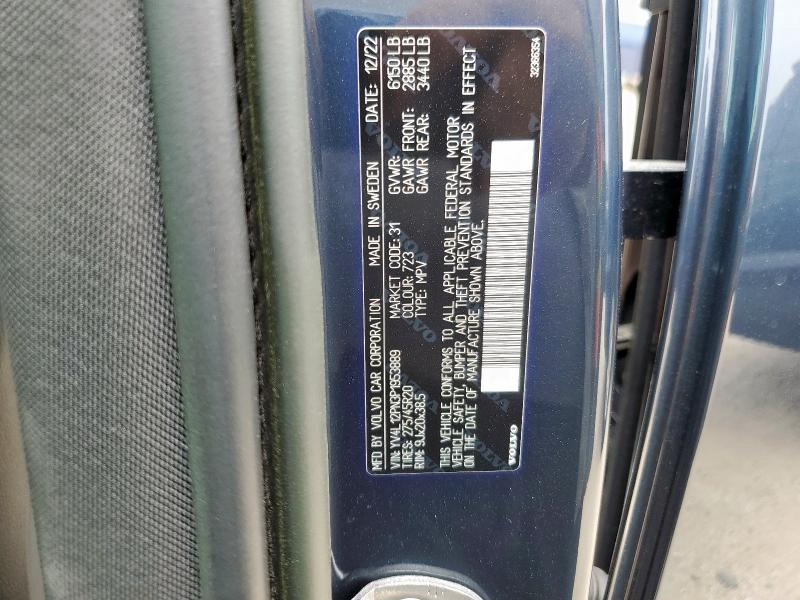 MFD BY VOLVO CAR CORPORATION MADE IN SWEDEN DATE: 12/22
VIN: YV4L12PK3P1953889 MARKET CODE: 31 GVWR: 6150 LB
TIRES: 275/45R20 COLOUR: 723 GAWR FRONT: 2885 LB
RIM: 9Jx20x38.5 TYPE: MPV GAWR REAR: 3440 LB
THIS VEHICLE CONFORMS TO ALL APPLICABLE FEDERAL MOTOR
VEHICLE SAFETY, BUMPER AND THEFT PREVENTION STANDARDS IN EFFECT
ON THE DATE OF MANUFACTURE SHOWN ABOVE.
VOLVO
32366354